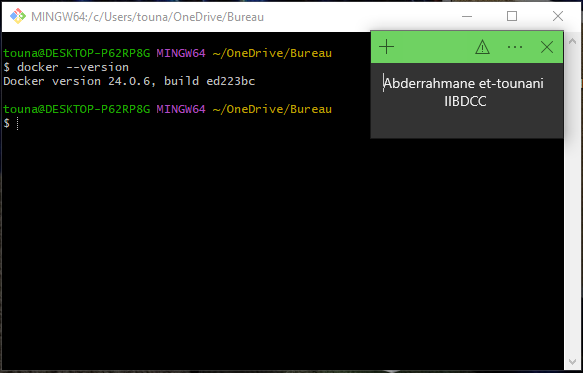 MINGW64:/c/Users/touna/OneDrive/Bureau
touna@DESKTOP-P62RP8G MINGW64 ~/OneDrive/Bureau
$ docker --version
Docker version 24.0.6, build ed223bc
touna@DESKTOP-P62RP8G MINGW64 ~/OneDrive/Bureau
$
Abderrahmane et-tounani
IIBDCC